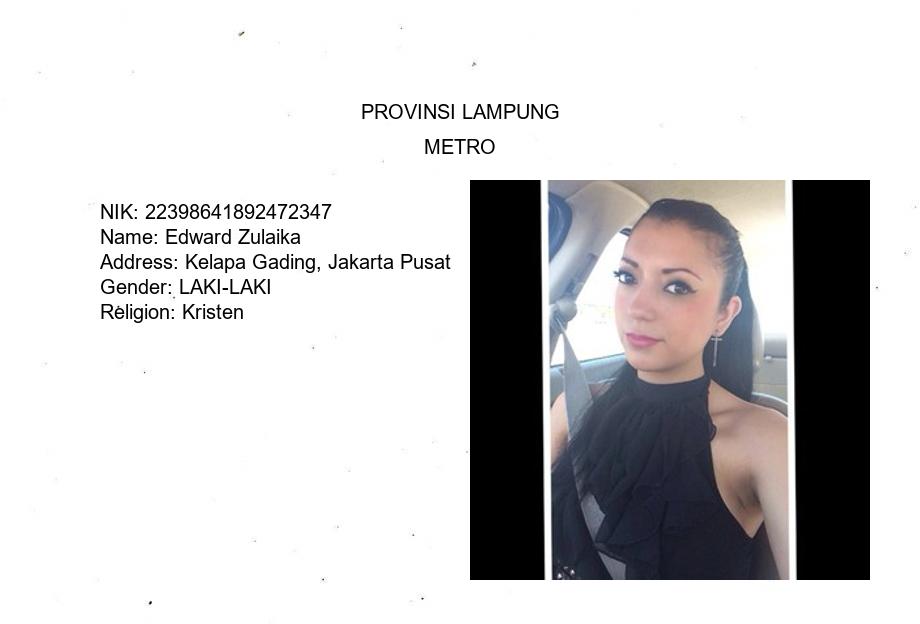 PROVINSI LAMPUNG
METRO
NIK: 22398641892472347
Name: Edward Zulaika
Address: Kelapa Gading, Jakarta Pusat
Gender: LAKI-LAKI
Religion: Kristen